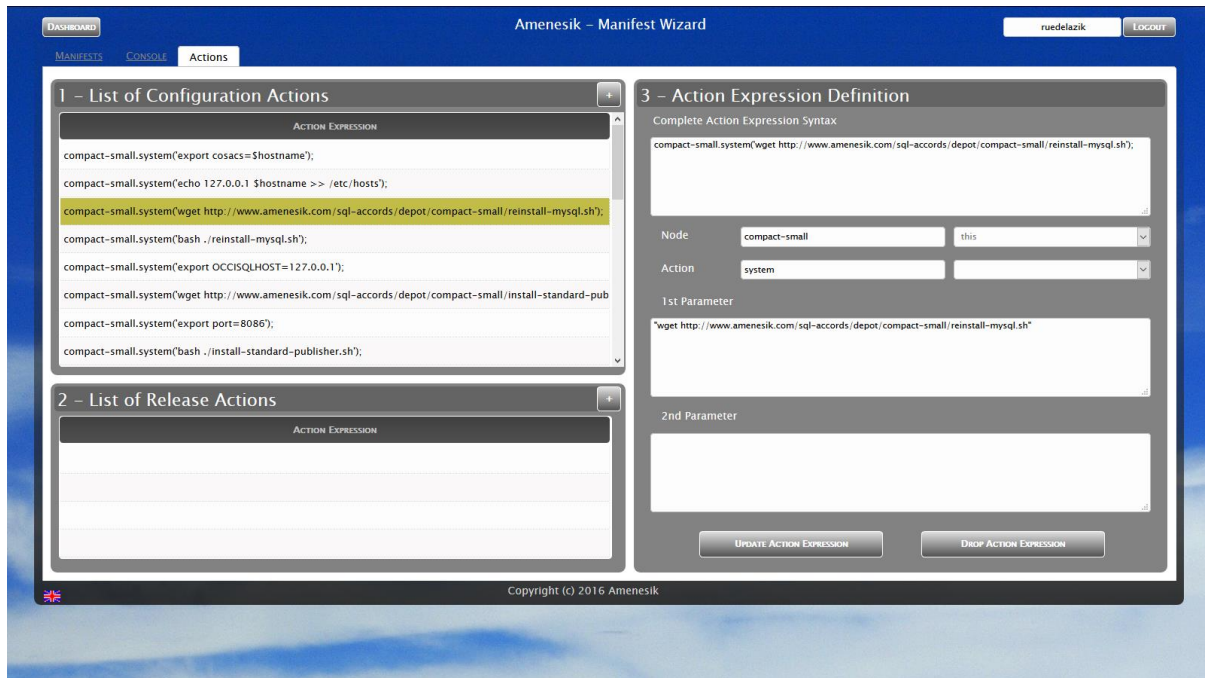 DASHBOARD
Amenesik – Manifest Wizard
ruedelazik
LOGOUT
MANIFESTS CONSOLE Actions
1 – List of Configuration Actions
+
ACTION EXPRESSION
compact-small.system('export cosacs=$hostname');
compact-small.system('echo 127.0.0.1 $hostname >> /etc/hosts');
compact-small.system('wget http://www.amenesik.com/sql-accords/depot/compact-small/reinstall-mysql.sh');
compact-small.system('bash ./reinstall-mysql.sh');
compact-small.system('export OCCISQLHOST=127.0.0.1');
compact-small.system('wget http://www.amenesik.com/sql-accords/depot/compact-small/install-standard-pub
compact-small.system('export port=8086');
compact-small.system('bash ./install-standard-publisher.sh');
2 – List of Release Actions
+
ACTION EXPRESSION
3 – Action Expression Definition
Complete Action Expression Syntax
compact-small.system('wget http://www.amenesik.com/sql-accords/depot/compact-small/reinstall-mysql.sh');
Node compact-small this
Action system
1st Parameter
"wget http://www.amenesik.com/sql-accords/depot/compact-small/reinstall-mysql.sh"
2nd Parameter
UPDATE ACTION EXPRESSION DROP ACTION EXPRESSION
Copyright (c) 2016 Amenesik